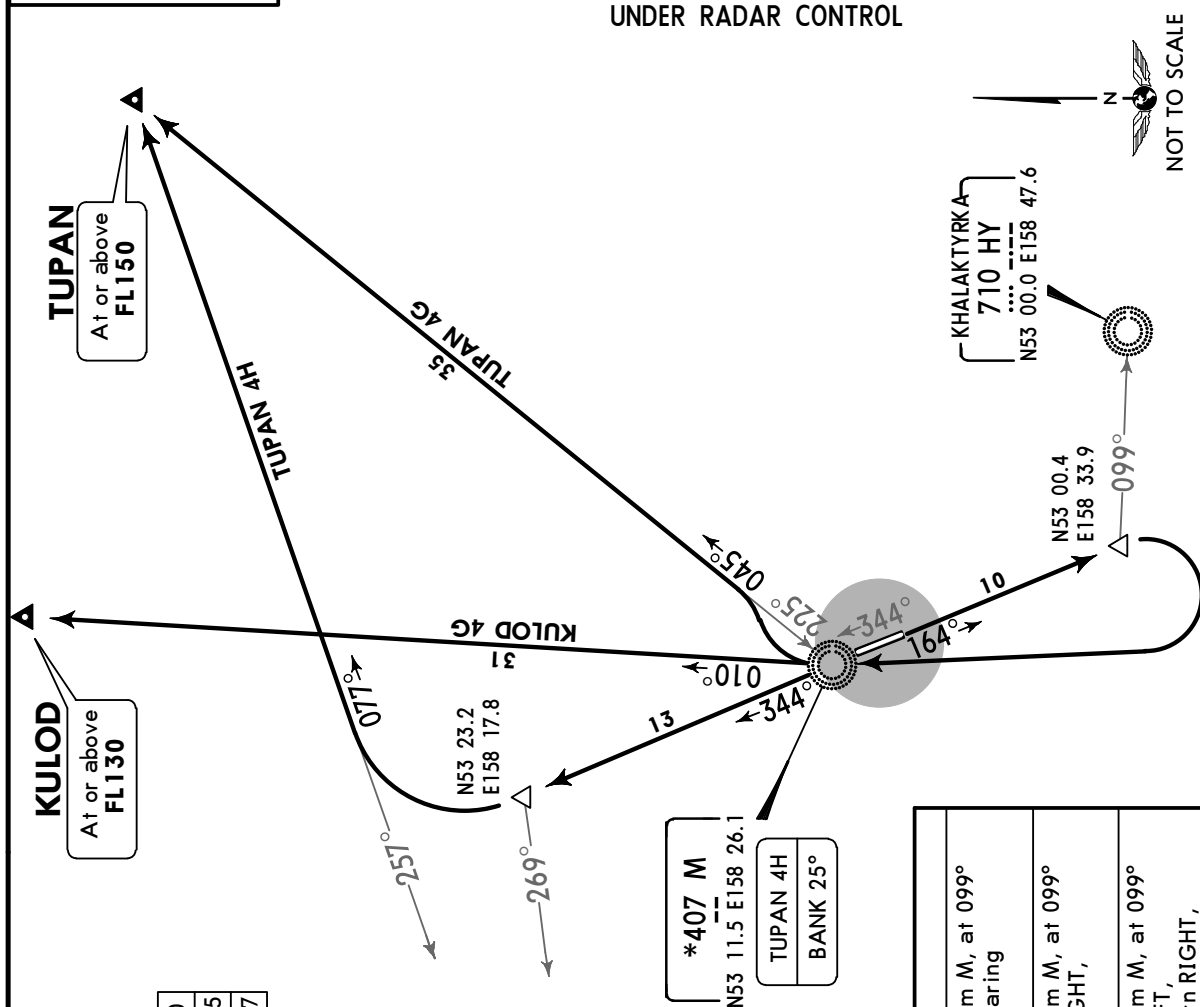 UNDER RADAR CONTROL
KULOD
At or above
FL130
TUPAN
At or above
FL150
TUPAN 4H
TUPAN 4G
35
KULOD 4G
31
077°
257°
269°
N53 23.2
E158 17.8
13
344°
010°
045°
225°
344°
164°
10
*407 M
N53 11.5 E158 26.1
TUPAN 4H
BANK 25°
N53 00.4
E158 33.9
099°
KHALAKTYRKA
710 HY
N53 00.0 E158 47.6
N
NOT TO SCALE
5
7
m M, at 099°
aring
m M, at 099°
GHT,
m M, at 099°
FT,
n RIGHT,